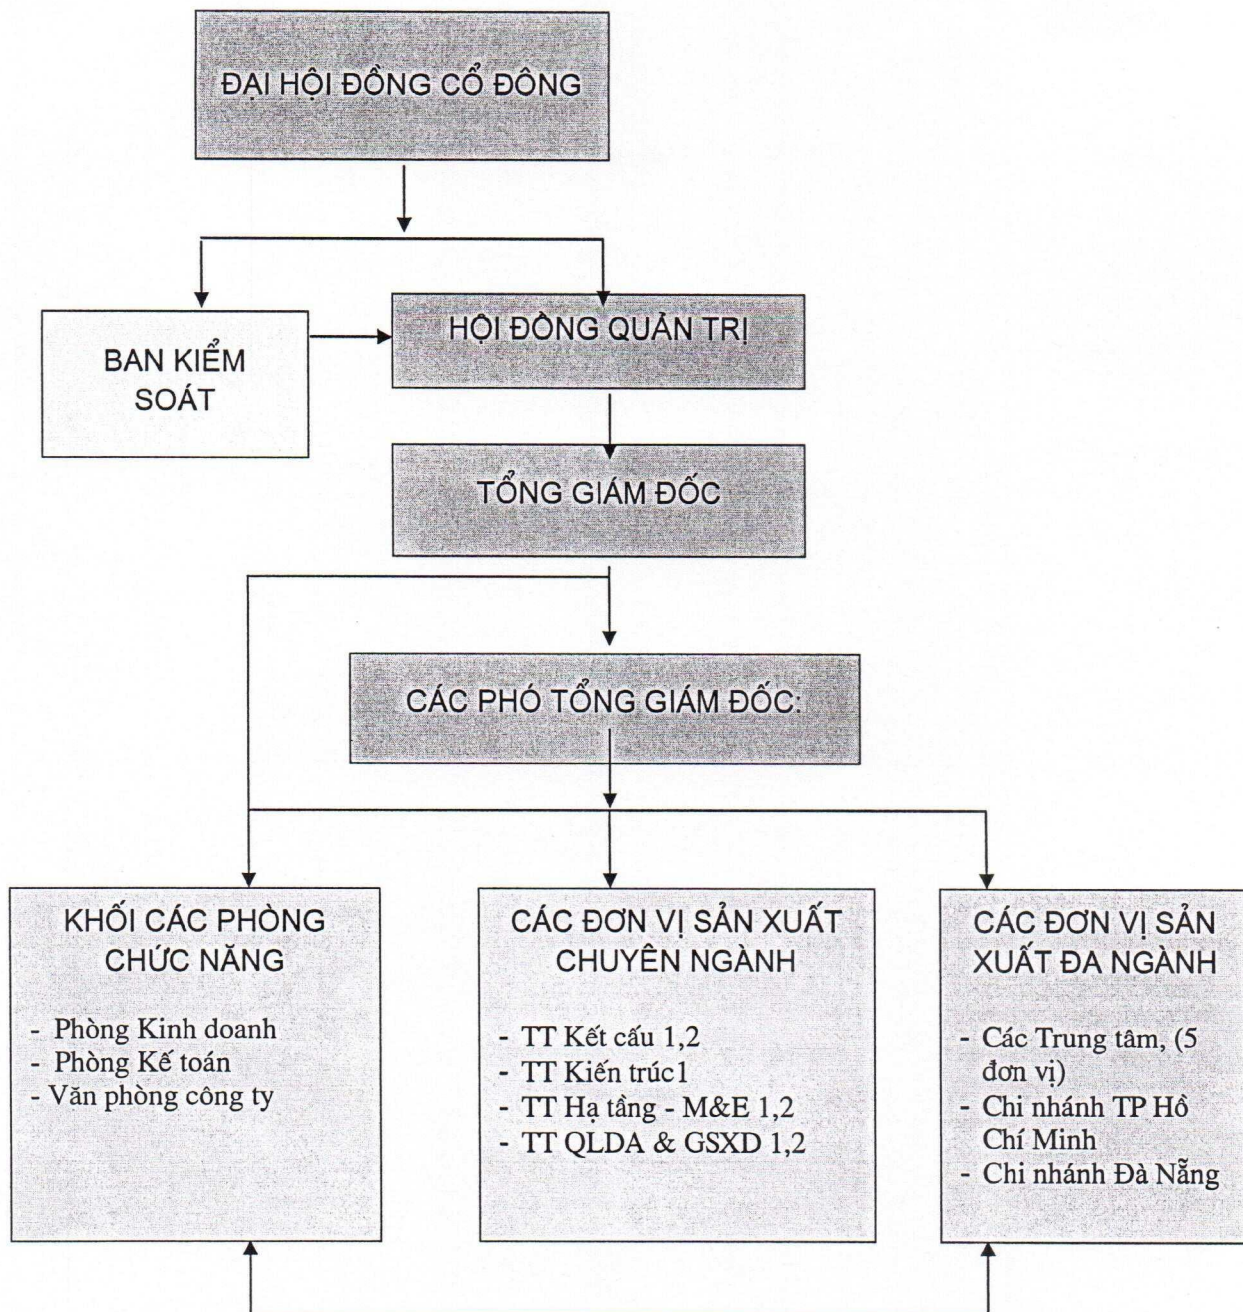 ĐẠI HỘI ĐỒNG CỔ ĐÔNG
BAN KIỂM
SOÁT
HỘI ĐỒNG QUẢN TRỊ
TỔNG GIÁM ĐỐC
CÁC PHÓ TỔNG GIÁM ĐỐC:
KHỐI CÁC PHÒNG
CHỨC NĂNG
- Phòng Kinh doanh
- Phòng Kế toán
- Văn phòng công ty
CÁC ĐƠN VỊ SẢN XUẤT
CHUYÊN NGÀNH
- TT Kết cấu 1,2
- TT Kiến trúc1
- TT Hạ tầng - M&E 1,2
- TT QLDA & GSXD 1,2
CÁC ĐƠN VỊ SẢN
XUẤT ĐA NGÀNH
- Các Trung tâm, (5
đơn vị)
- Chi nhánh TP Hồ
Chí Minh
- Chi nhánh Đà Nẵng